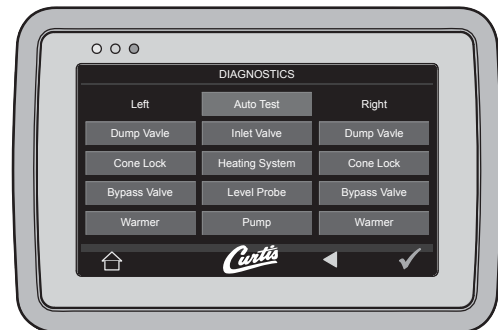 DIAGNOSTICS
Left Auto Test Right
Dump Vavle Inlet Valve Dump Vavle
Cone Lock Heating System Cone Lock
Bypass Valve Level Probe Bypass Valve
Warmer Pump Warmer
Curtis